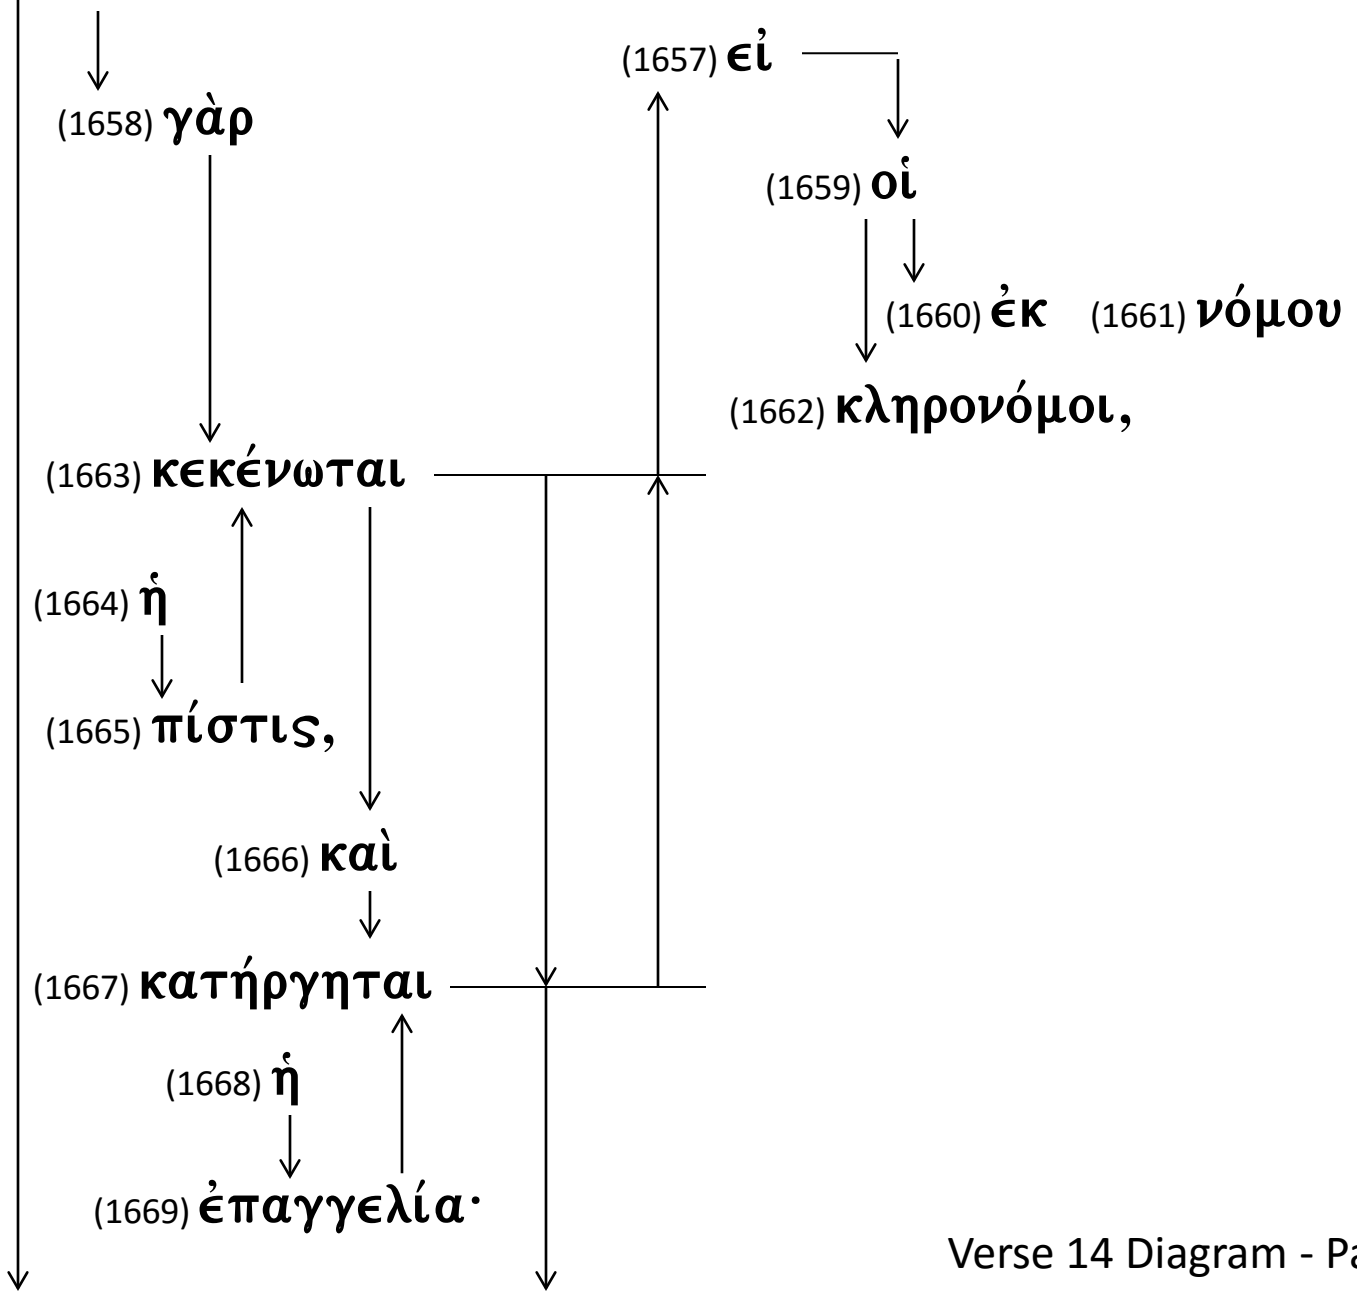 (1657) εἰ
(1658) γὰρ
(1659) οἱ
(1660) ἐκ (1661) νόμου
(1662) κληρονόμοι,
(1663) κεκένωται
(1664) ἡ
(1665) πίστις,
(1666) καὶ
(1667) κατήργηται
(1668) ἡ
(1669) ἐπαγγελία·
Verse 14 Diagram - Pa